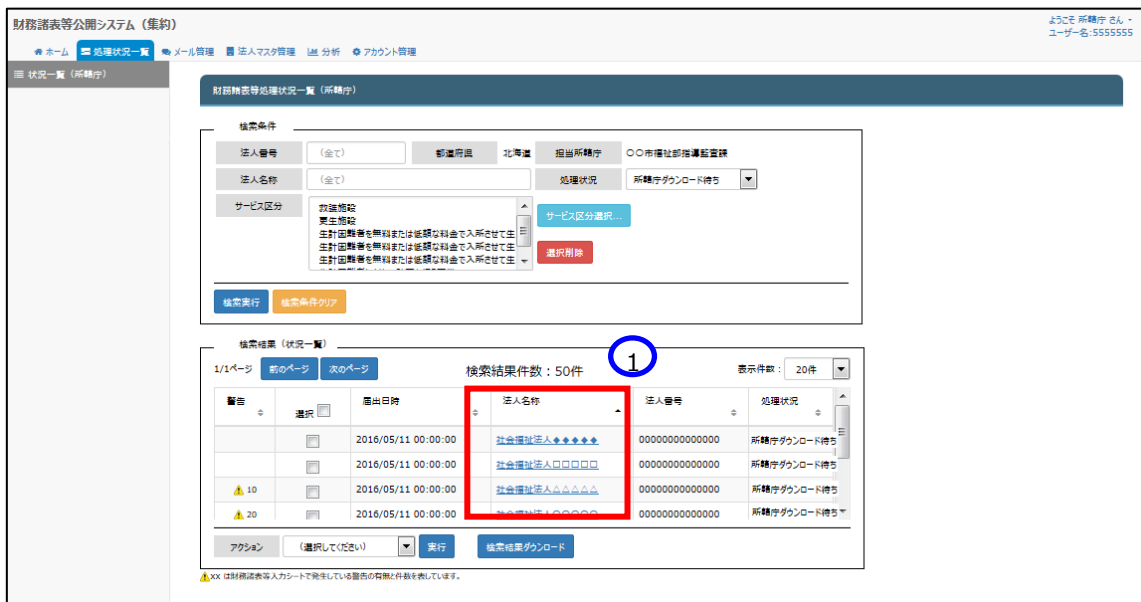 財務諸表等公開システム（集約）
ようこそ 所轄庁 さん
ユーザー名:5555555
ホーム 処理状況一覧 メール管理 法人マスタ管理 分析 アカウント管理
状況一覧（所轄庁）
財務諸表等処理状況一覧（所轄庁）
検索条件
法人番号 （全て） 都道府県 北海道 担当所轄庁 〇〇市福祉部指導監査課
法人名称 （全て） 処理状況 所轄庁ダウンロード待ち
サービス区分
救護施設
更生施設
生計困難者を無料または低額な料金で入所させて生
生計困難者を無料または低額な料金で入所させて生
生計困難者を無料または低額な料金で入所させて生
サービス区分選択...
選択削除
検索実行 検索条件クリア
検索結果（状況一覧）
1
1/1ページ 前のページ 次のページ 検索結果件数：50件 表示件数： 20件
警告 選択 届出日時 法人名称 法人番号 処理状況
2016/05/11 00:00:00 社会福祉法人◆◆◆◆◆ 00000000000000 所轄庁ダウンロード待ち
2016/05/11 00:00:00 社会福祉法人□□□□□ 00000000000000 所轄庁ダウンロード待ち
10 2016/05/11 00:00:00 社会福祉法人△△△△△ 00000000000000 所轄庁ダウンロード待ち
20 2016/05/11 00:00:00 社会福祉法人〇〇〇〇〇 00000000000000 所轄庁ダウンロード待ち
アクション （選択してください） 実行 検索結果ダウンロード
xx は財務諸表等入力シートで発生している警告の有無と件数を表しています。